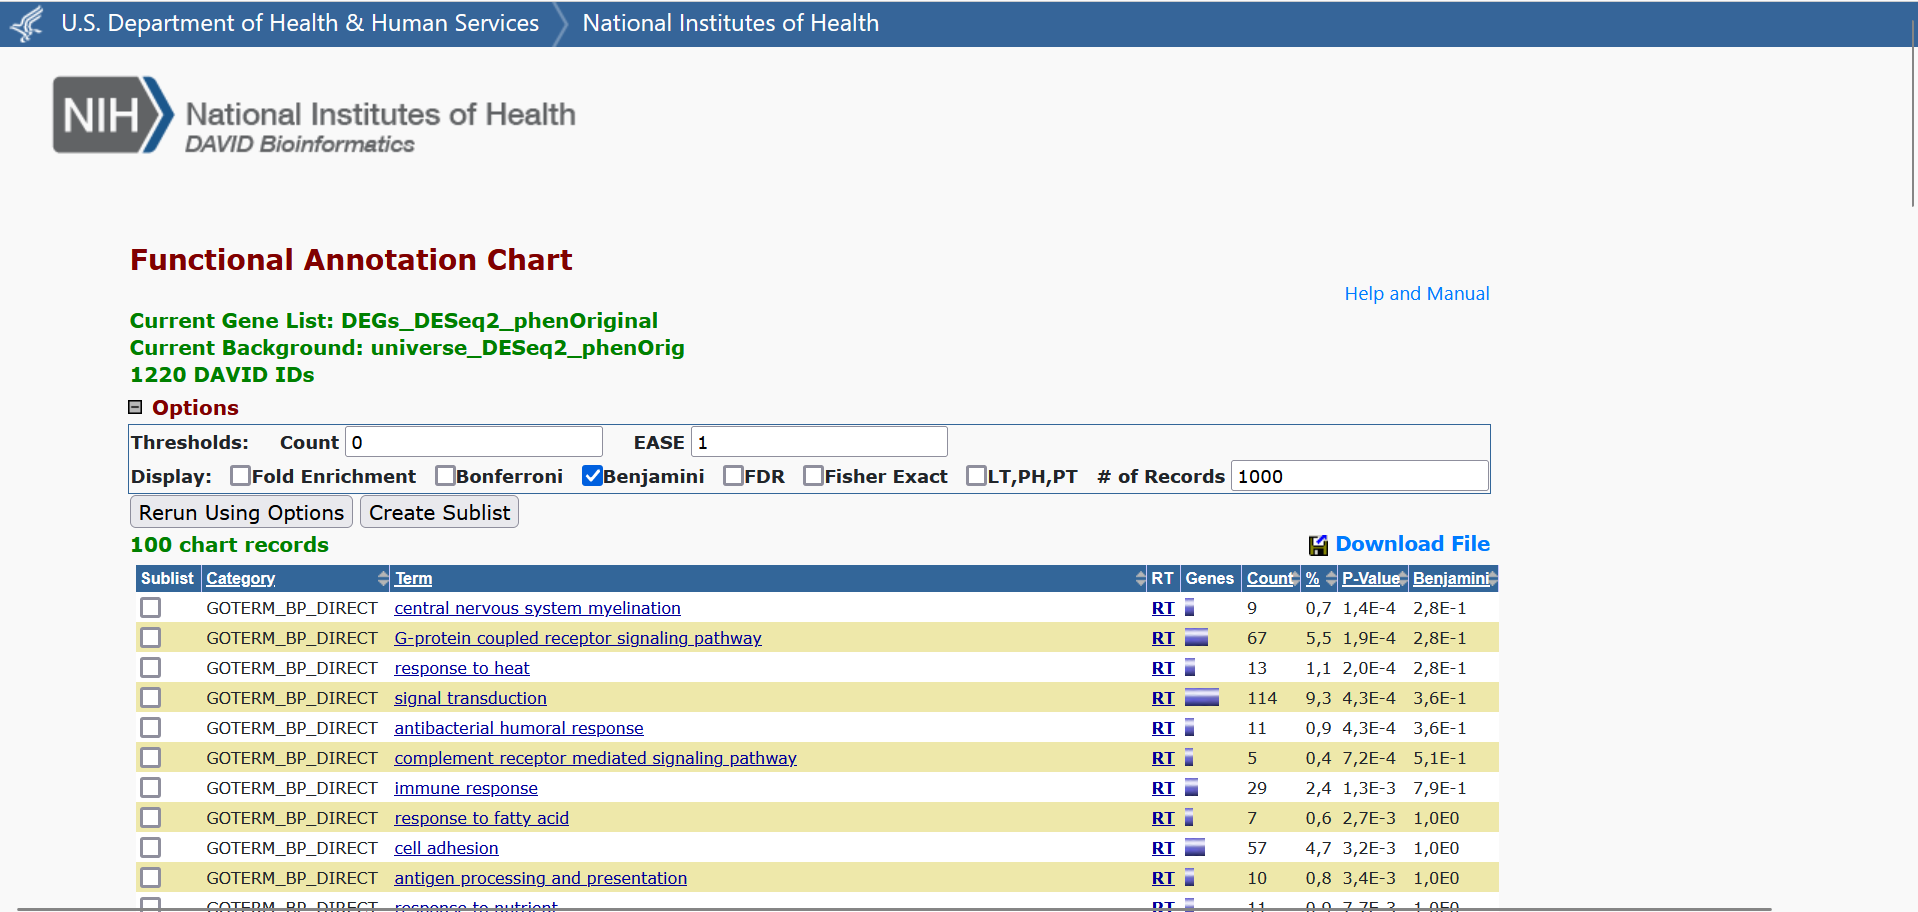 U.S. Department of Health & Human Services National Institutes of Health
NIH National Institutes of Health
DAVID Bioinformatics
Functional Annotation Chart
Help and Manual
Current Gene List: DEGs_DESeq2_phenOriginal
Current Background: universe_DESeq2_phenOrig
1220 DAVID IDs
Options
Thresholds: Count 0 EASE 1
Display: Fold Enrichment Bonferroni Benjamini FDR Fisher Exact LT,PH,PT # of Records 1000
Rerun Using Options Create Sublist
100 chart records Download File
Sublist Category Term RT Genes Count % P-Value Benjamini
GOTERM_BP_DIRECT central nervous system myelination RT 9 0,7 1,4E-4 2,8E-1
GOTERM_BP_DIRECT G-protein coupled receptor signaling pathway RT 67 5,5 1,9E-4 2,8E-1
GOTERM_BP_DIRECT response to heat RT 13 1,1 2,0E-4 2,8E-1
GOTERM_BP_DIRECT signal transduction RT 114 9,3 4,3E-4 3,6E-1
GOTERM_BP_DIRECT antibacterial humoral response RT 11 0,9 4,3E-4 3,6E-1
GOTERM_BP_DIRECT complement receptor mediated signaling pathway RT 5 0,4 7,2E-4 5,1E-1
GOTERM_BP_DIRECT immune response RT 29 2,4 1,3E-3 7,9E-1
GOTERM_BP_DIRECT response to fatty acid RT 7 0,6 2,7E-3 1,0E0
GOTERM_BP_DIRECT cell adhesion RT 57 4,7 3,2E-3 1,0E0
GOTERM_BP_DIRECT antigen processing and presentation RT 10 0,8 3,4E-3 1,0E0
GOTERM_BP_DIRECT response to nutrient RT 11 0,9 7,7E-3 1,0E0